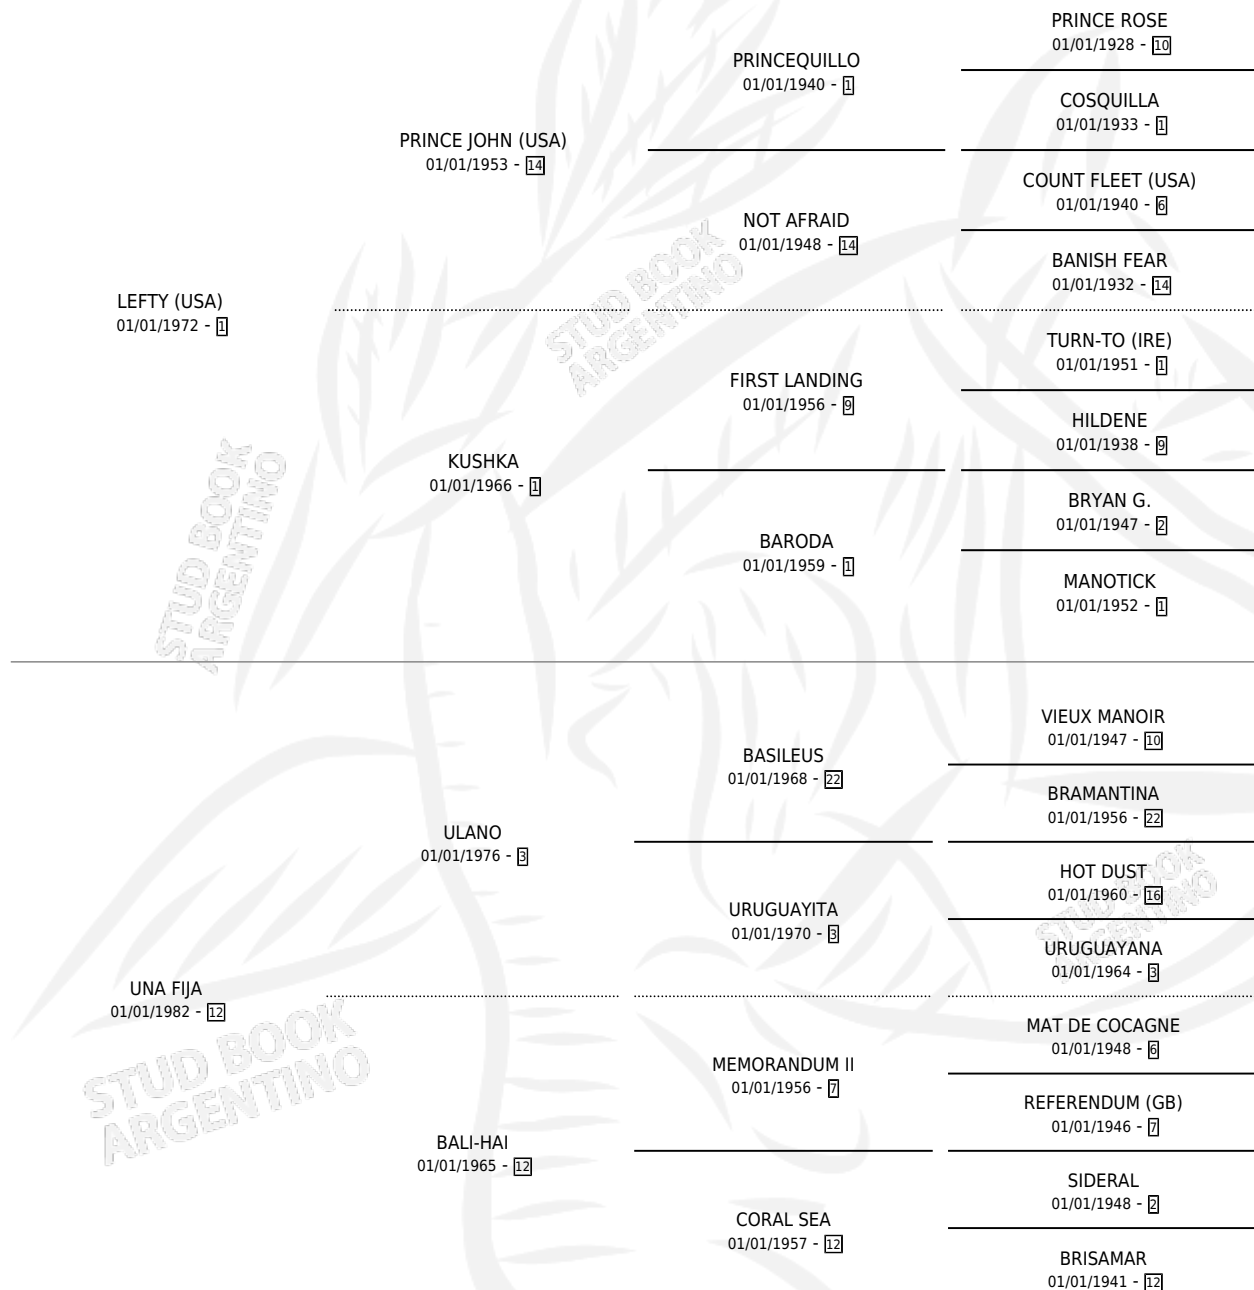 PRINCE ROSE
01/01/1928 - 10
PRINCEQUILLO
01/01/1940 - 1
COSQUILLA
01/01/1933 - 1
PRINCE JOHN (USA)
01/01/1953 - 14
COUNT FLEET (USA)
01/01/1940 - 6
NOT AFRAID
01/01/1948 - 14
BANISH FEAR
01/01/1932 - 14
LEFTY (USA)
01/01/1972 - 1
TURN-TO (IRE)
01/01/1951 - 1
FIRST LANDING
01/01/1956 - 9
HILDENE
01/01/1938 - 9
KUSHKA
01/01/1966 - 1
BRYAN G.
01/01/1947 - 2
BARODA
01/01/1959 - 1
MANOTICK
01/01/1952 - 1
VIEUX MANOIR
01/01/1947 - 10
BASILEUS
01/01/1968 - 22
BRAMANTINA
01/01/1956 - 22
ULANO
01/01/1976 - 3
HOT DUST
01/01/1960 - 16
URUGUAYITA
01/01/1970 - 3
URUGUAYANA
01/01/1964 - 3
UNA FIJA
01/01/1982 - 12
MAT DE COCAGNE
01/01/1948 - 6
MEMORANDUM II
01/01/1956 - 7
REFERENDUM (GB)
01/01/1946 - 7
BALI-HAI
01/01/1965 - 12
SIDERAL
01/01/1948 - 2
CORAL SEA
01/01/1957 - 12
BRISAMAR
01/01/1941 - 12
STUD BOOK
ARGENTINO
STUD BOOK
ARGENTINO
STUD BOOK
ARGENTINO
STUD BOOK
ARGENTINO